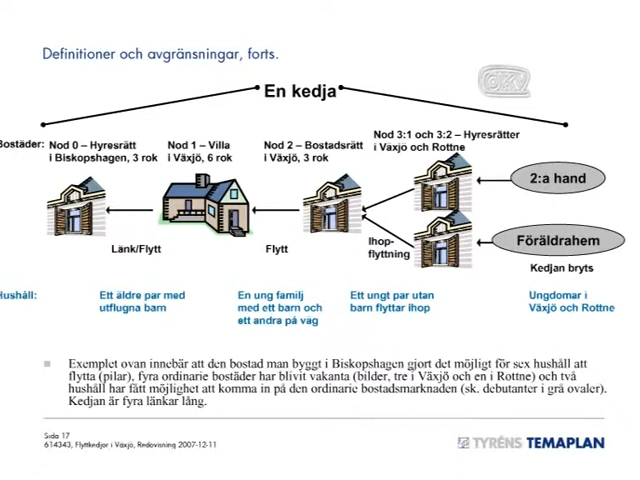 Definitioner och avgränsningar, forts.
En kedja
Bostäder:
Nod 0 – Hyresrätt
i Biskopshagen, 3 rok
Nod 1 – Villa
i Växjö, 6 rok
Nod 2 – Bostadsrätt
i Växjö, 3 rok
Nod 3:1 och 3:2 – Hyresrätter
i Växjö och Rottne
2:a hand
Föräldrahem
Länk/Flytt
Flytt
Ihop-
flyttning
Kedjan bryts
Hushåll:
Ett äldre par med
utflugna barn
En ung familj
med ett barn och
ett andra på väg
Ett ungt par utan
barn flyttar ihop
Ungdomar i
Växjö och Rottne
Exemplet ovan innebär att den bostad man byggt i Biskopshagen gjort det möjligt för sex hushåll att
flytta (pilar), fyra ordinarie bostäder har blivit vakanta (bilder, tre i Växjö och en i Rottne) och två
hushåll har fått möjlighet att komma in på den ordinarie bostadsmarknaden (sk. debutanter i grå ovaler).
Kedjan är fyra länkar lång.
Sida 17
614343, Flyttkedjor i Växjö, Redovisning 2007-12-11
TYRÉNS TEMAPLAN